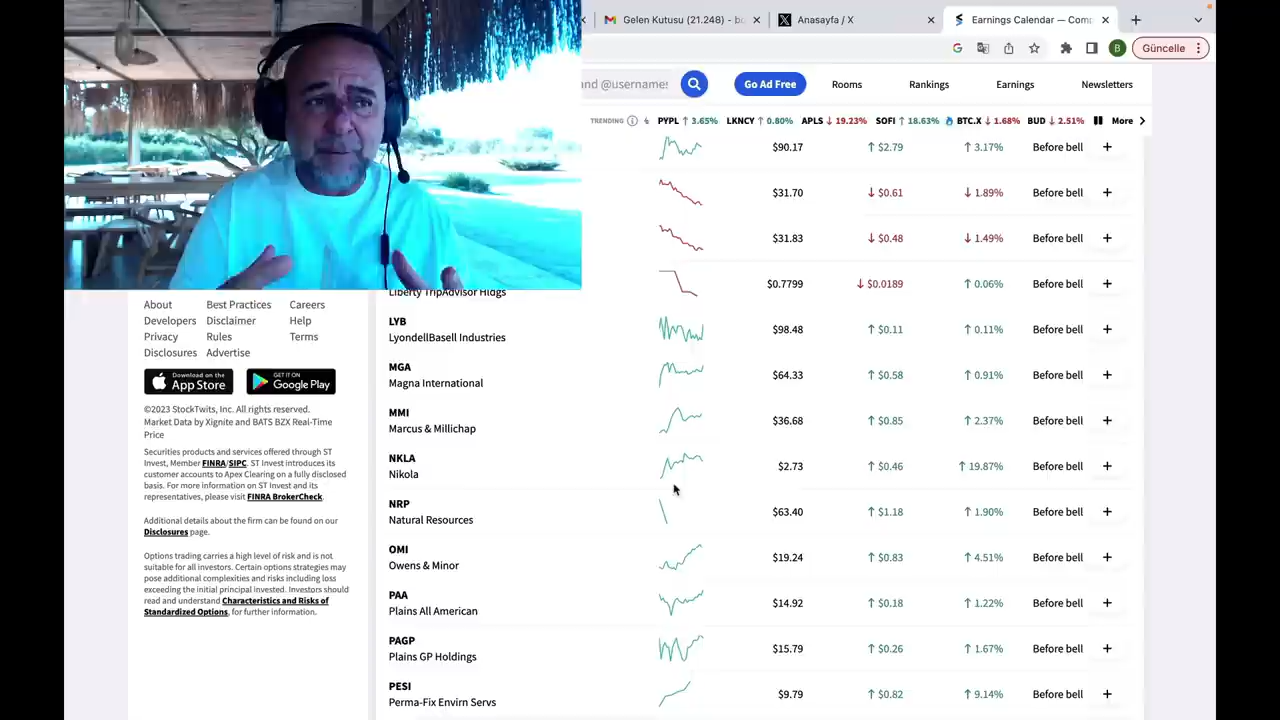 Gelen Kutusu (21.248) - bo
Anasayfa / X
Earnings Calendar — Comp
B
Güncelle
and @username
Go Ad Free
Rooms
Rankings
Earnings
Newsletters
TRENDING
PYPL ↑ 3.65% LKNCY ↑ 0.80% APLS ↓ 19.23% SOFI ↑ 18.63% BTC.X ↓ 1.68% BUD ↓ 2.51%
More
$90.17 ↑ $2.79 ↑ 3.17% Before bell +
$31.70 ↓ $0.61 ↓ 1.89% Before bell +
$31.83 ↓ $0.48 ↓ 1.49% Before bell +
Liberty TripAdvisor Hldgs
$0.7799 ↓ $0.0189 ↑ 0.06% Before bell +
LYB
LyondellBasell Industries
$98.48 ↑ $0.11 ↑ 0.11% Before bell +
MGA
Magna International
$64.33 ↑ $0.58 ↑ 0.91% Before bell +
MMI
Marcus & Millichap
$36.68 ↑ $0.85 ↑ 2.37% Before bell +
NKLA
Nikola
$2.73 ↑ $0.46 ↑ 19.87% Before bell +
NRP
Natural Resources
$63.40 ↑ $1.18 ↑ 1.90% Before bell +
OMI
Owens & Minor
$19.24 ↑ $0.83 ↑ 4.51% Before bell +
PAA
Plains All American
$14.92 ↑ $0.18 ↑ 1.22% Before bell +
PAGP
Plains GP Holdings
$15.79 ↑ $0.26 ↑ 1.67% Before bell +
PESI
Perma-Fix Envirn Servs
$9.79 ↑ $0.82 ↑ 9.14% Before bell +
About Best Practices Careers
Developers Disclaimer Help
Privacy Rules Terms
Disclosures Advertise
Download on the
App Store
GET IT ON
Google Play
©2023 StockTwits, Inc. All rights reserved.
Market Data by Xignite and BATS BZX Real-Time
Price
Securities products and services offered through ST
Invest, Member FINRA/SIPC. ST Invest introduces its
customer accounts to Apex Clearing on a fully disclosed
basis. For more information on ST Invest and its
representatives, please visit FINRA BrokerCheck.
Additional details about the firm can be found on our
Disclosures page.
Options trading carries a high level of risk and is not
suitable for all investors. Certain options strategies may
pose additional complexities and risks including loss
exceeding the initial principal invested. Investors should
read and understand Characteristics and Risks of
Standardized Options, for further information.